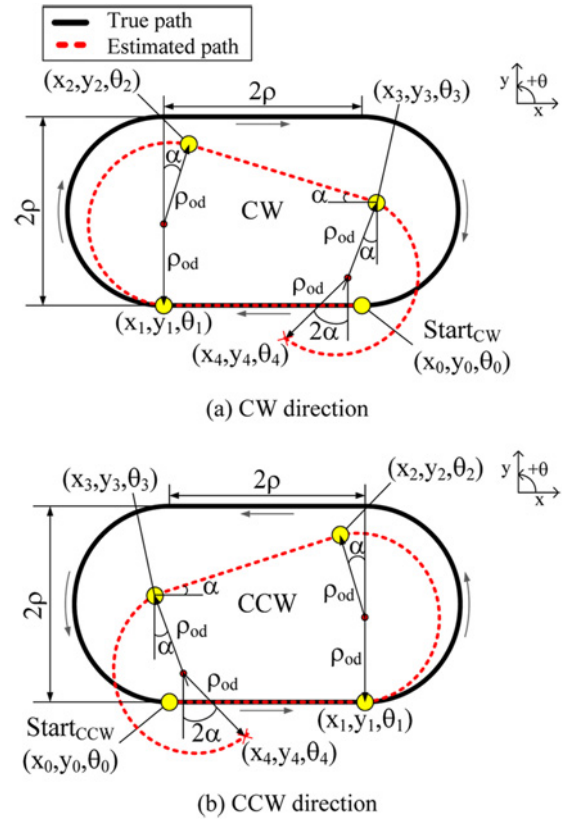 True path
Estimated path
(x₂,y₂,θ₂)
2ρ
(x₃,y₃,θ₃)
y
+θ
x
α
2ρ
ρod
CW
α
ρod
α
ρod
2α
(x₁,y₁,θ₁)
(x₄,y₄,θ₄)
StartCW
(x₀,y₀,θ₀)
(a) CW direction
(x₃,y₃,θ₃)
2ρ
(x₂,y₂,θ₂)
y
+θ
x
α
2ρ
α
CCW
ρod
α
ρod
ρod
ρod
StartCCW
(x₀,y₀,θ₀)
2α
(x₁,y₁,θ₁)
(x₄,y₄,θ₄)
(b) CCW direction